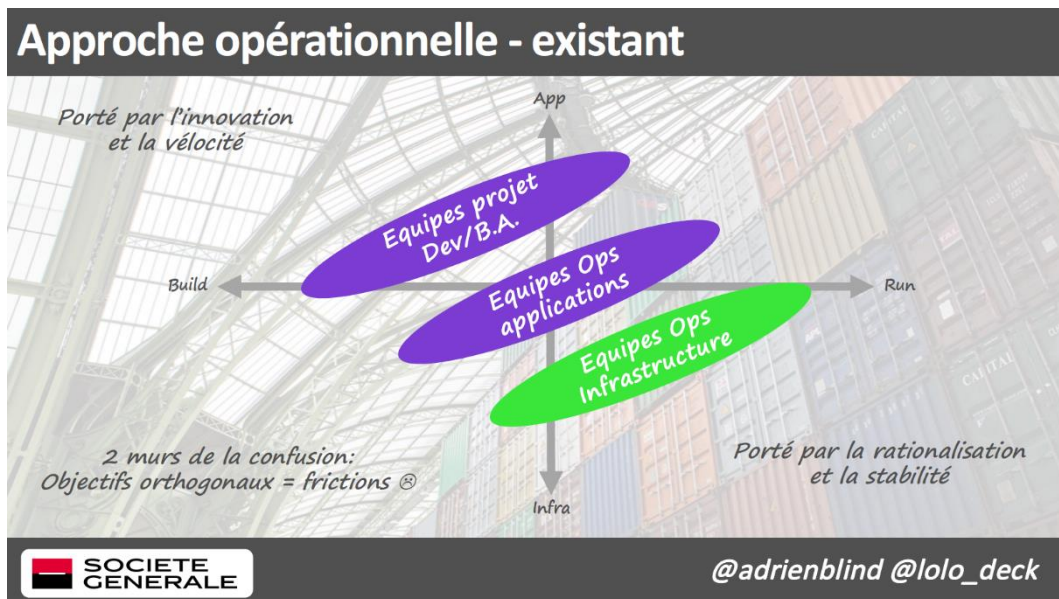 Approche opérationnelle - existant
Porté par l'innovation
et la vélocité
App
Equipes projet
Dev/B.A.
Build
Run
Equipes Ops
applications
Equipes Ops
Infrastructure
2 murs de la confusion:
Objectifs orthogonaux = frictions ☹
Porté par la rationalisation
et la stabilité
Infra
SOCIETE
GENERALE
@adrienblind @lolo_deck
CAPITAL
CAPITAL